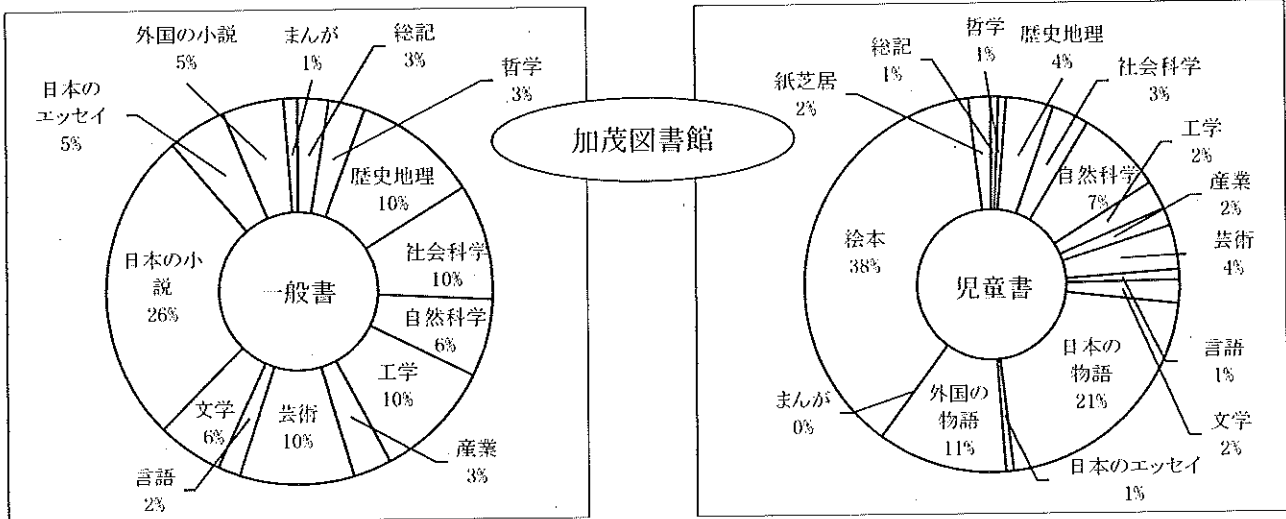 加茂図書館
一般書
まんが
1%
総記
3%
哲学
3%
歴史地理
10%
社会科学
10%
自然科学
6%
工学
10%
産業
3%
芸術
10%
言語
2%
文学
6%
日本の小
説
26%
日本の
エッセイ
5%
外国の小説
5%
児童書
総記
1%
哲学
1%
歴史地理
4%
社会科学
3%
自然科学
7%
工学
2%
産業
2%
芸術
4%
言語
1%
文学
2%
日本の
物語
21%
日本のエッセイ
1%
外国の
物語
11%
まんが
0%
絵本
38%
紙芝居
2%